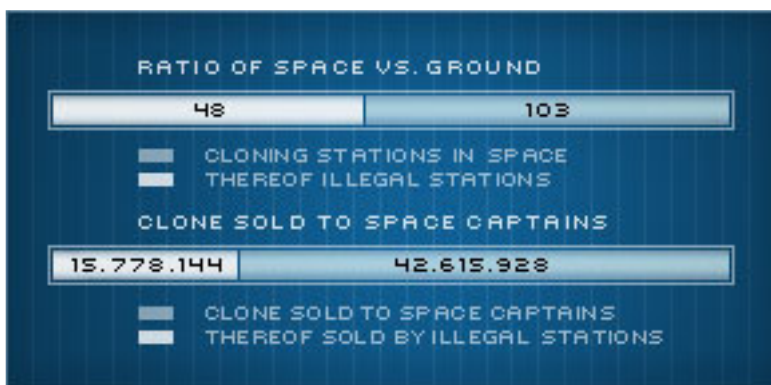 RATIO OF SPACE VS. GROUND
48 103
CLONING STATIONS IN SPACE
THEREOF ILLEGAL STATIONS
CLONE SOLD TO SPACE CAPTAINS
15.778.144 42.615.928
CLONE SOLD TO SPACE CAPTAINS
THEREOF SOLD BY ILLEGAL STATIONS